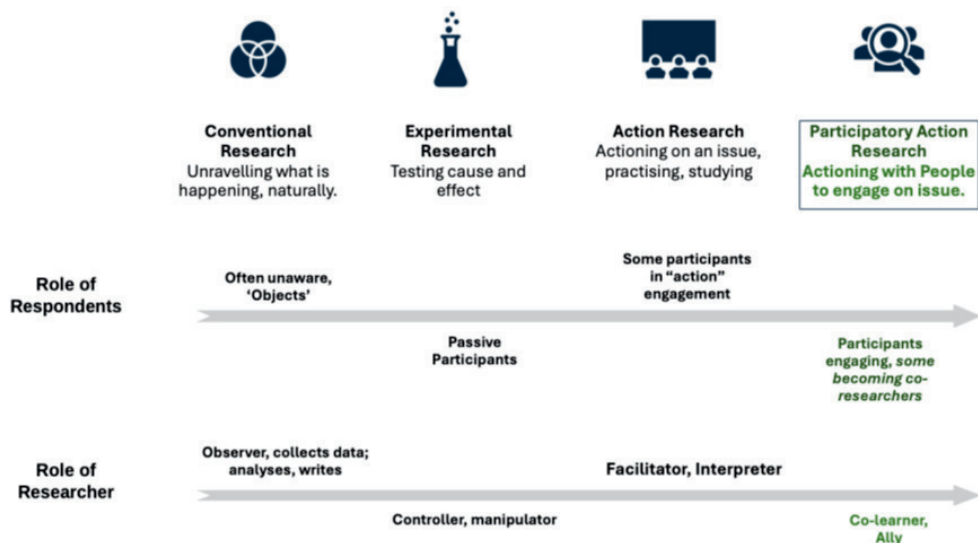 Conventional
Research
Unravelling what is
happening, naturally.
Experimental
Research
Testing cause and
effect
Action Research
Actioning on an issue,
practising, studying
Participatory Action
Research
Actioning with People
to engage on issue.
Role of
Respondents
Often unaware,
‘Objects’
Passive
Participants
Some participants
in “action”
engagement
Participants
engaging, some
becoming co-
researchers
Role of
Researcher
Observer, collects data;
analyses, writes
Controller, manipulator
Facilitator, Interpreter
Co-learner,
Ally